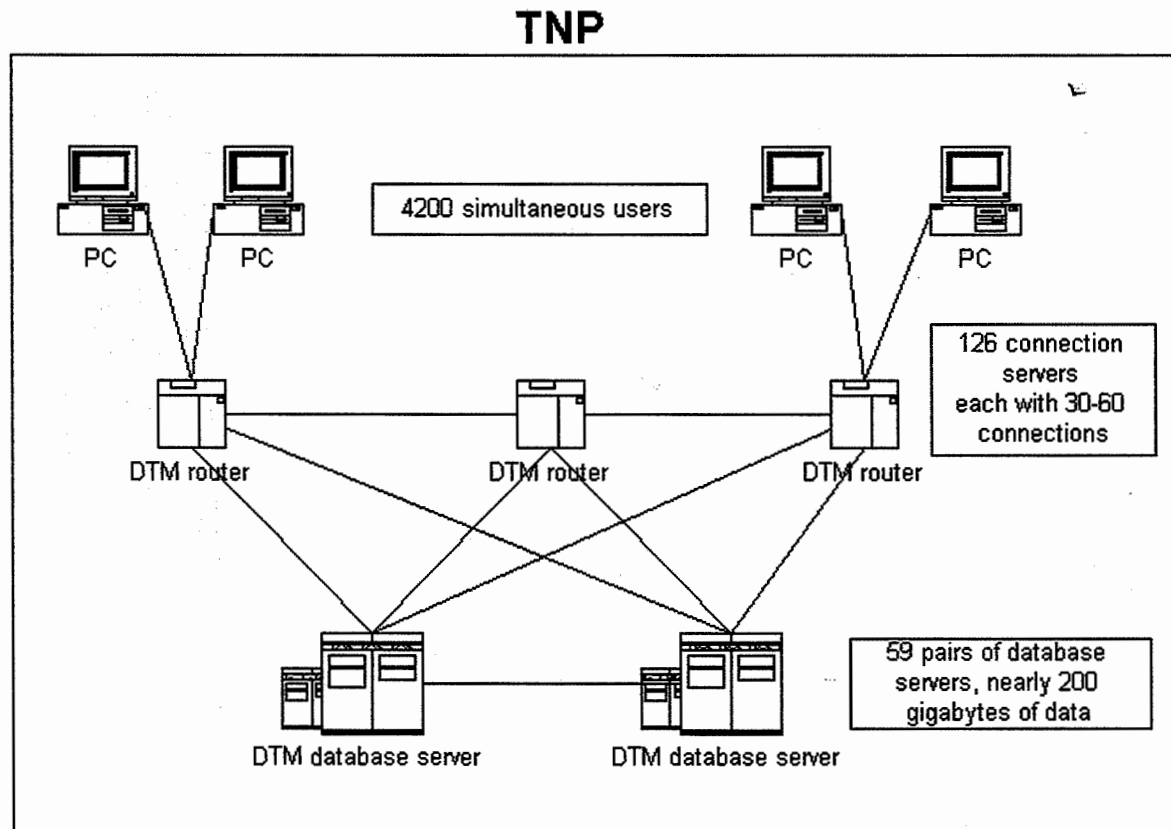 TNP
PC
PC
4200 simultaneous users
PC
PC
126 connection
servers
each with 30-60
connections
DTM router
DTM router
DTM router
59 pairs of database
servers, nearly 200
gigabytes of data
DTM database server
DTM database server